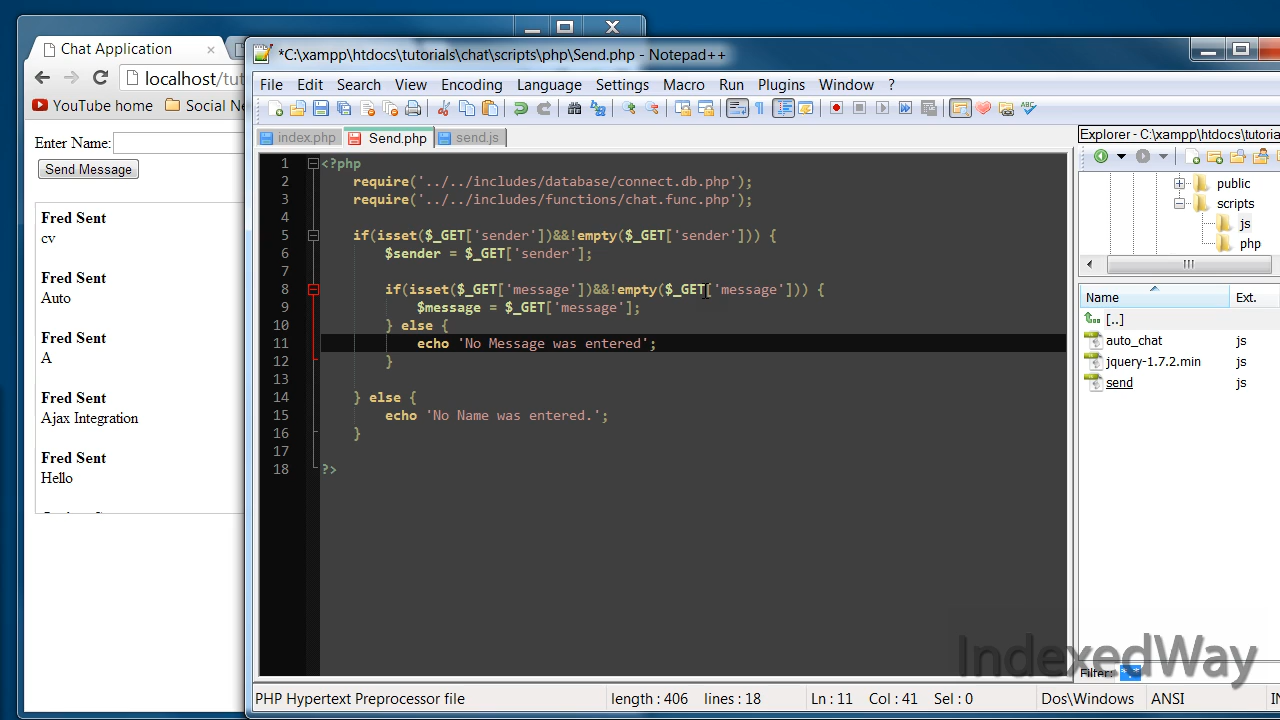 Chat Application
localhost/tut
YouTube home
Social Ne
Enter Name:
Send Message
Fred Sent
cv
Fred Sent
Auto
Fred Sent
A
Fred Sent
Ajax Integration
Fred Sent
Hello
*C:\xampp\htdocs\tutorials\chat\scripts\php\Send.php - Notepad++
File Edit Search View Encoding Language Settings Macro Run Plugins Window ?
index.php Send.php send.js
1 <?php
2 require('../../includes/database/connect.db.php');
3 require('../../includes/functions/chat.func.php');
4
5 if(isset($_GET['sender'])&&!empty($_GET['sender'])) {
6 $sender = $_GET['sender'];
7
8 if(isset($_GET['message'])&&!empty($_GET['message'])) {
9 $message = $_GET['message'];
10 } else {
11 echo 'No Message was entered';
12 }
13
14 } else {
15 echo 'No Name was entered.';
16 }
17
18 ?>
Explorer - C:\xampp\htdocs\tutoria
public
scripts
js
php
Name Ext.
[..]
auto_chat js
jquery-1.7.2.min js
send js
Filter: *.*
IndexedWay
PHP Hypertext Preprocessor file length : 406 lines : 18 Ln : 11 Col : 41 Sel : 0 Dos\Windows ANSI IN